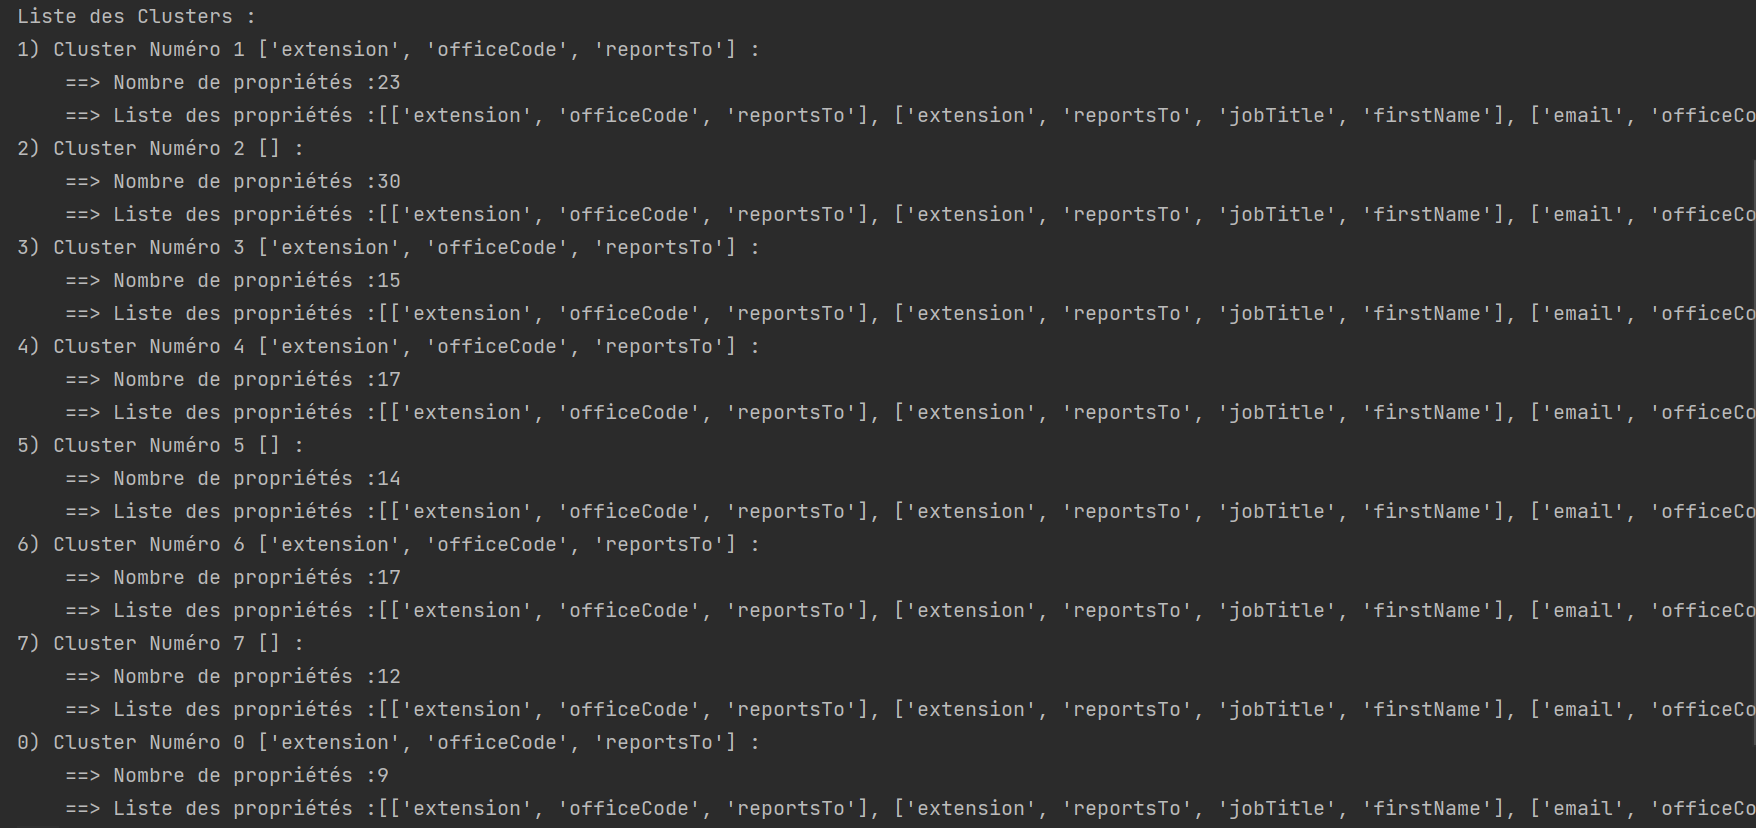 Liste des Clusters :
1) Cluster Numéro 1 ['extension', 'officeCode', 'reportsTo'] :
==> Nombre de propriétés :23
==> Liste des propriétés :[['extension', 'officeCode', 'reportsTo'], ['extension', 'reportsTo', 'jobTitle', 'firstName'], ['email', 'officeCo
2) Cluster Numéro 2 [] :
==> Nombre de propriétés :30
==> Liste des propriétés :[['extension', 'officeCode', 'reportsTo'], ['extension', 'reportsTo', 'jobTitle', 'firstName'], ['email', 'officeCo
3) Cluster Numéro 3 ['extension', 'officeCode', 'reportsTo'] :
==> Nombre de propriétés :15
==> Liste des propriétés :[['extension', 'officeCode', 'reportsTo'], ['extension', 'reportsTo', 'jobTitle', 'firstName'], ['email', 'officeCo
4) Cluster Numéro 4 ['extension', 'officeCode', 'reportsTo'] :
==> Nombre de propriétés :17
==> Liste des propriétés :[['extension', 'officeCode', 'reportsTo'], ['extension', 'reportsTo', 'jobTitle', 'firstName'], ['email', 'officeCo
5) Cluster Numéro 5 [] :
==> Nombre de propriétés :14
==> Liste des propriétés :[['extension', 'officeCode', 'reportsTo'], ['extension', 'reportsTo', 'jobTitle', 'firstName'], ['email', 'officeCo
6) Cluster Numéro 6 ['extension', 'officeCode', 'reportsTo'] :
==> Nombre de propriétés :17
==> Liste des propriétés :[['extension', 'officeCode', 'reportsTo'], ['extension', 'reportsTo', 'jobTitle', 'firstName'], ['email', 'officeCo
7) Cluster Numéro 7 [] :
==> Nombre de propriétés :12
==> Liste des propriétés :[['extension', 'officeCode', 'reportsTo'], ['extension', 'reportsTo', 'jobTitle', 'firstName'], ['email', 'officeCo
0) Cluster Numéro 0 ['extension', 'officeCode', 'reportsTo'] :
==> Nombre de propriétés :9
==> Liste des propriétés :[['extension', 'officeCode', 'reportsTo'], ['extension', 'reportsTo', 'jobTitle', 'firstName'], ['email', 'officeCo